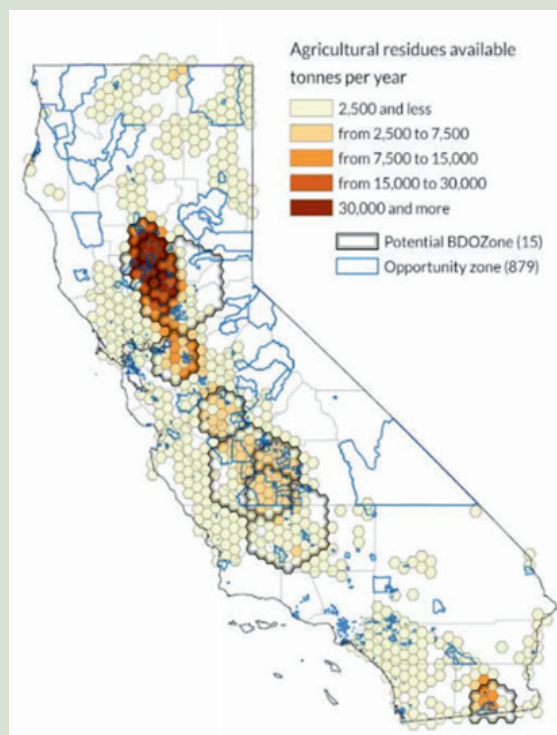 Agricultural residues available
tonnes per year
2,500 and less
from 2,500 to 7,500
from 7,500 to 15,000
from 15,000 to 30,000
30,000 and more
Potential BDOZone (15)
Opportunity zone (879)